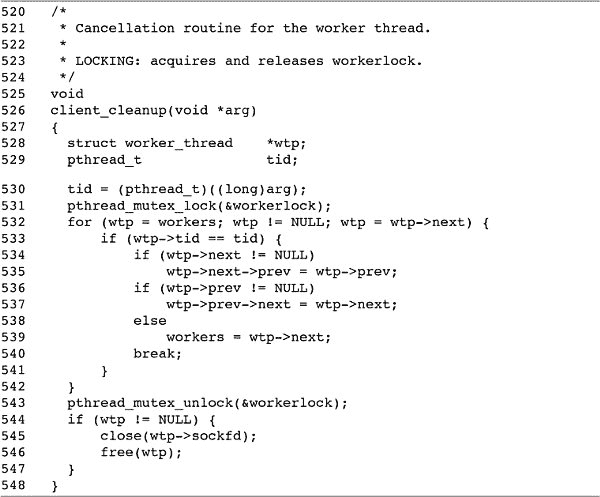 520 /*
521  * Cancellation routine for the worker thread.
522  *
523  * LOCKING: acquires and releases workerlock.
524  */
525 void
526 client_cleanup(void *arg)
527 {
528   struct worker_thread    *wtp;
529   pthread_t               tid;
530   tid = (pthread_t)((long)arg);
531   pthread_mutex_lock(&workerlock);
532   for (wtp = workers; wtp != NULL; wtp = wtp->next) {
533       if (wtp->tid == tid) {
534           if (wtp->next != NULL)
535               wtp->next->prev = wtp->prev;
536           if (wtp->prev != NULL)
537               wtp->prev->next = wtp->next;
538           else
539               workers = wtp->next;
540           break;
541       }
542   }
543   pthread_mutex_unlock(&workerlock);
544   if (wtp != NULL) {
545       close(wtp->sockfd);
546       free(wtp);
547   }
548 }